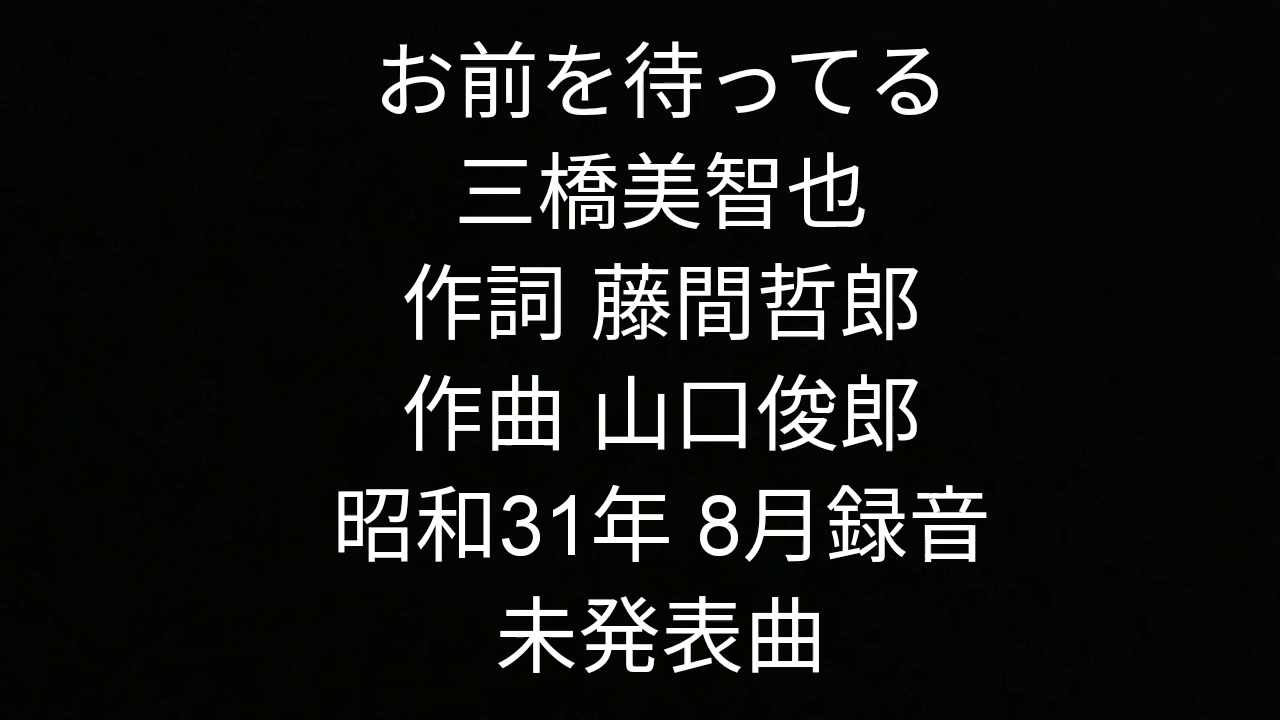 お前を待ってる
三橋美智也
作詞 藤間哲郎
作曲 山口俊郎
昭和31年 8月録音
未発表曲